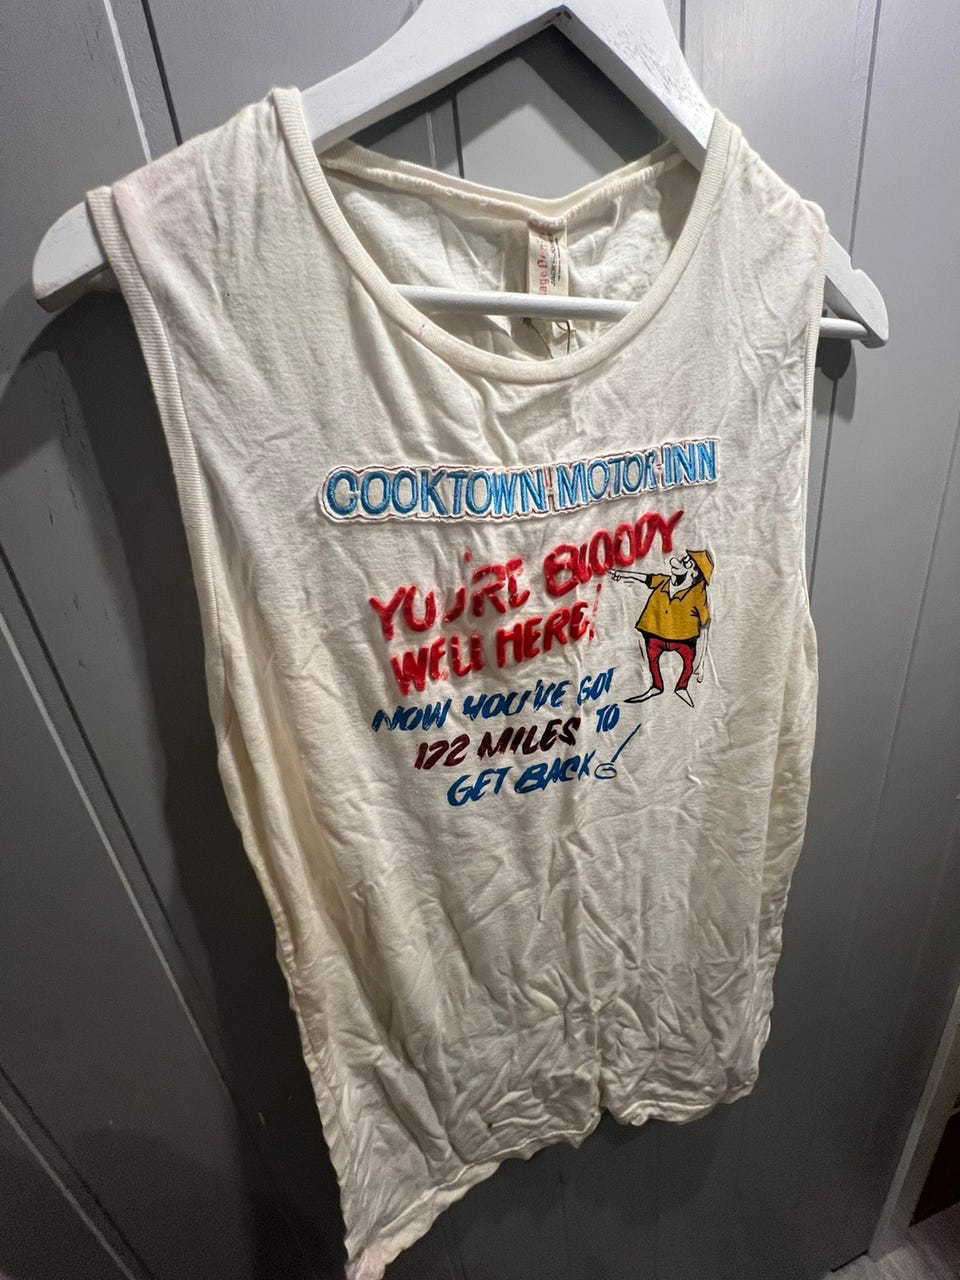 COOKTOWN MOTOR INN
YOU'RE BLOODY
WELL HERE!
NOW YOU'VE GOT
172 MILES TO
GET BACK!